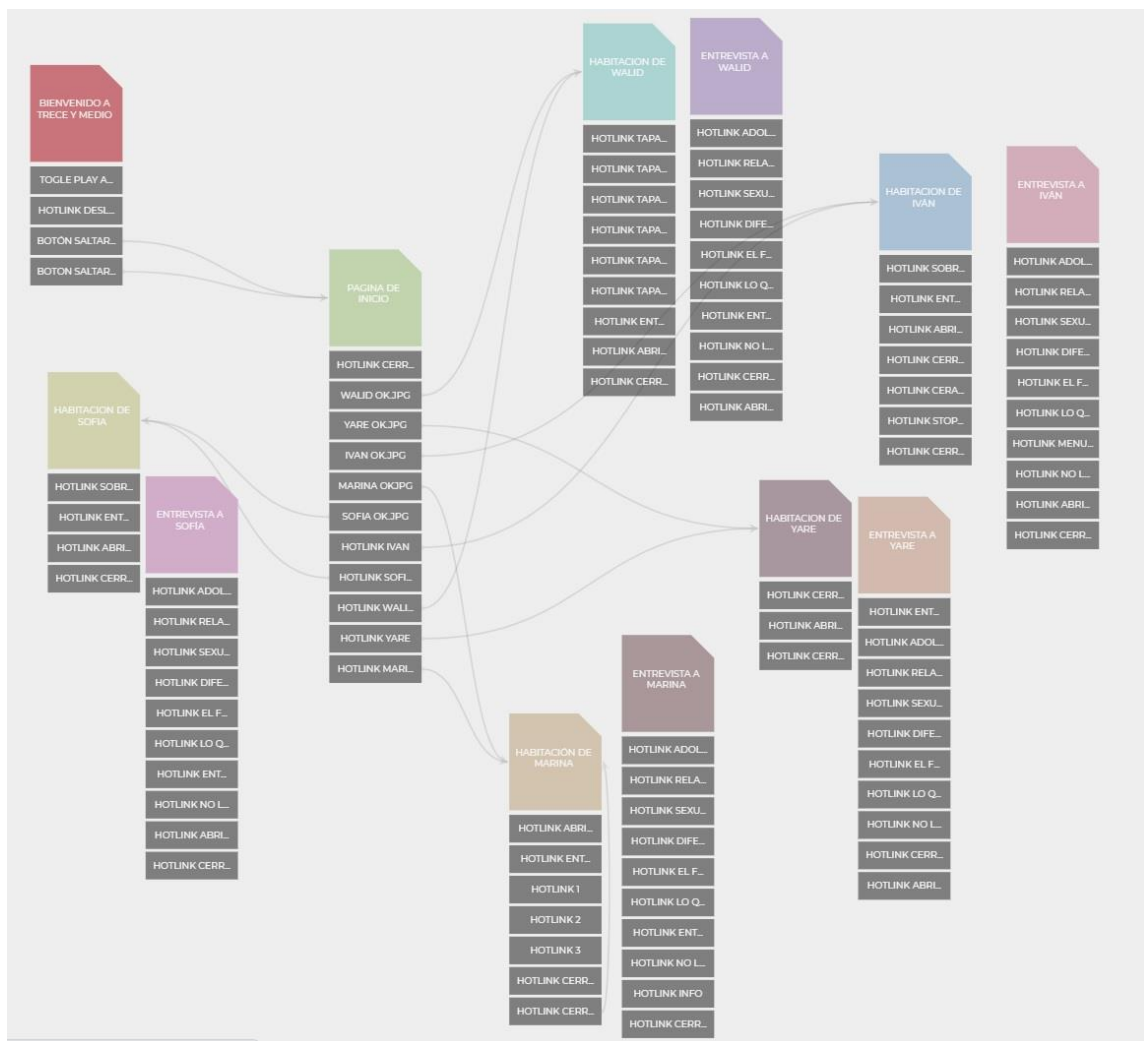 BIENVENIDO A
TRECE Y MEDIO
TOGLE PLAY A...
HOTLINK DESL...
BOTÓN SALTAR...
BOTON SALTAR...
PAGINA DE
INICIO
HOTLINK CERR...
WALID OK.JPG
YARE OK.JPG
IVAN OK.JPG
MARINA OK.JPG
SOFIA OK.JPG
HOTLINK IVAN
HOTLINK SOFI...
HOTLINK WALI...
HOTLINK YARE
HOTLINK MARI...
HABITACION DE
SOFIA
HOTLINK SOBR...
HOTLINK ENT...
HOTLINK ABRI...
HOTLINK CERR...
ENTREVISTA A
SOFÍA
HOTLINK ADOL...
HOTLINK RELA...
HOTLINK SEXU...
HOTLINK DIFE...
HOTLINK EL F...
HOTLINK LO Q...
HOTLINK ENT...
HOTLINK NO L...
HOTLINK ABRI...
HOTLINK CERR...
HABITACION DE
WALID
HOTLINK TAPA...
HOTLINK TAPA...
HOTLINK TAPA...
HOTLINK TAPA...
HOTLINK TAPA...
HOTLINK TAPA...
HOTLINK ENT...
HOTLINK ABRI...
HOTLINK CERR...
ENTREVISTA A
WALID
HOTLINK ADOL...
HOTLINK RELA...
HOTLINK SEXU...
HOTLINK DIFE...
HOTLINK EL F...
HOTLINK LO Q...
HOTLINK ENT...
HOTLINK NO L...
HOTLINK CERR...
HOTLINK ABRI...
HABITACION DE
IVÁN
HOTLINK SOBR...
HOTLINK ENT...
HOTLINK ABRI...
HOTLINK CERR...
HOTLINK CERA...
HOTLINK STOP...
HOTLINK CERR...
ENTREVISTA A
IVÁN
HOTLINK ADOL...
HOTLINK RELA...
HOTLINK SEXU...
HOTLINK DIFE...
HOTLINK EL F...
HOTLINK LO Q...
HOTLINK MENU...
HOTLINK NO L...
HOTLINK ABRI...
HOTLINK CERR...
HABITACION DE
YARE
HOTLINK CERR...
HOTLINK ABRI...
HOTLINK CERR...
ENTREVISTA A
YARE
HOTLINK ENT...
HOTLINK ADOL...
HOTLINK RELA...
HOTLINK SEXU...
HOTLINK DIFE...
HOTLINK EL F...
HOTLINK LO Q...
HOTLINK NO L...
HOTLINK CERR...
HOTLINK ABRI...
HABITACIÓN DE
MARINA
HOTLINK ABRI...
HOTLINK ENT...
HOTLINK 1
HOTLINK 2
HOTLINK 3
HOTLINK CERR...
HOTLINK CERR...
ENTREVISTA A
MARINA
HOTLINK ADOL...
HOTLINK RELA...
HOTLINK SEXU...
HOTLINK DIFE...
HOTLINK EL F...
HOTLINK LO Q...
HOTLINK ENT...
HOTLINK NO L...
HOTLINK INFO
HOTLINK CERR...